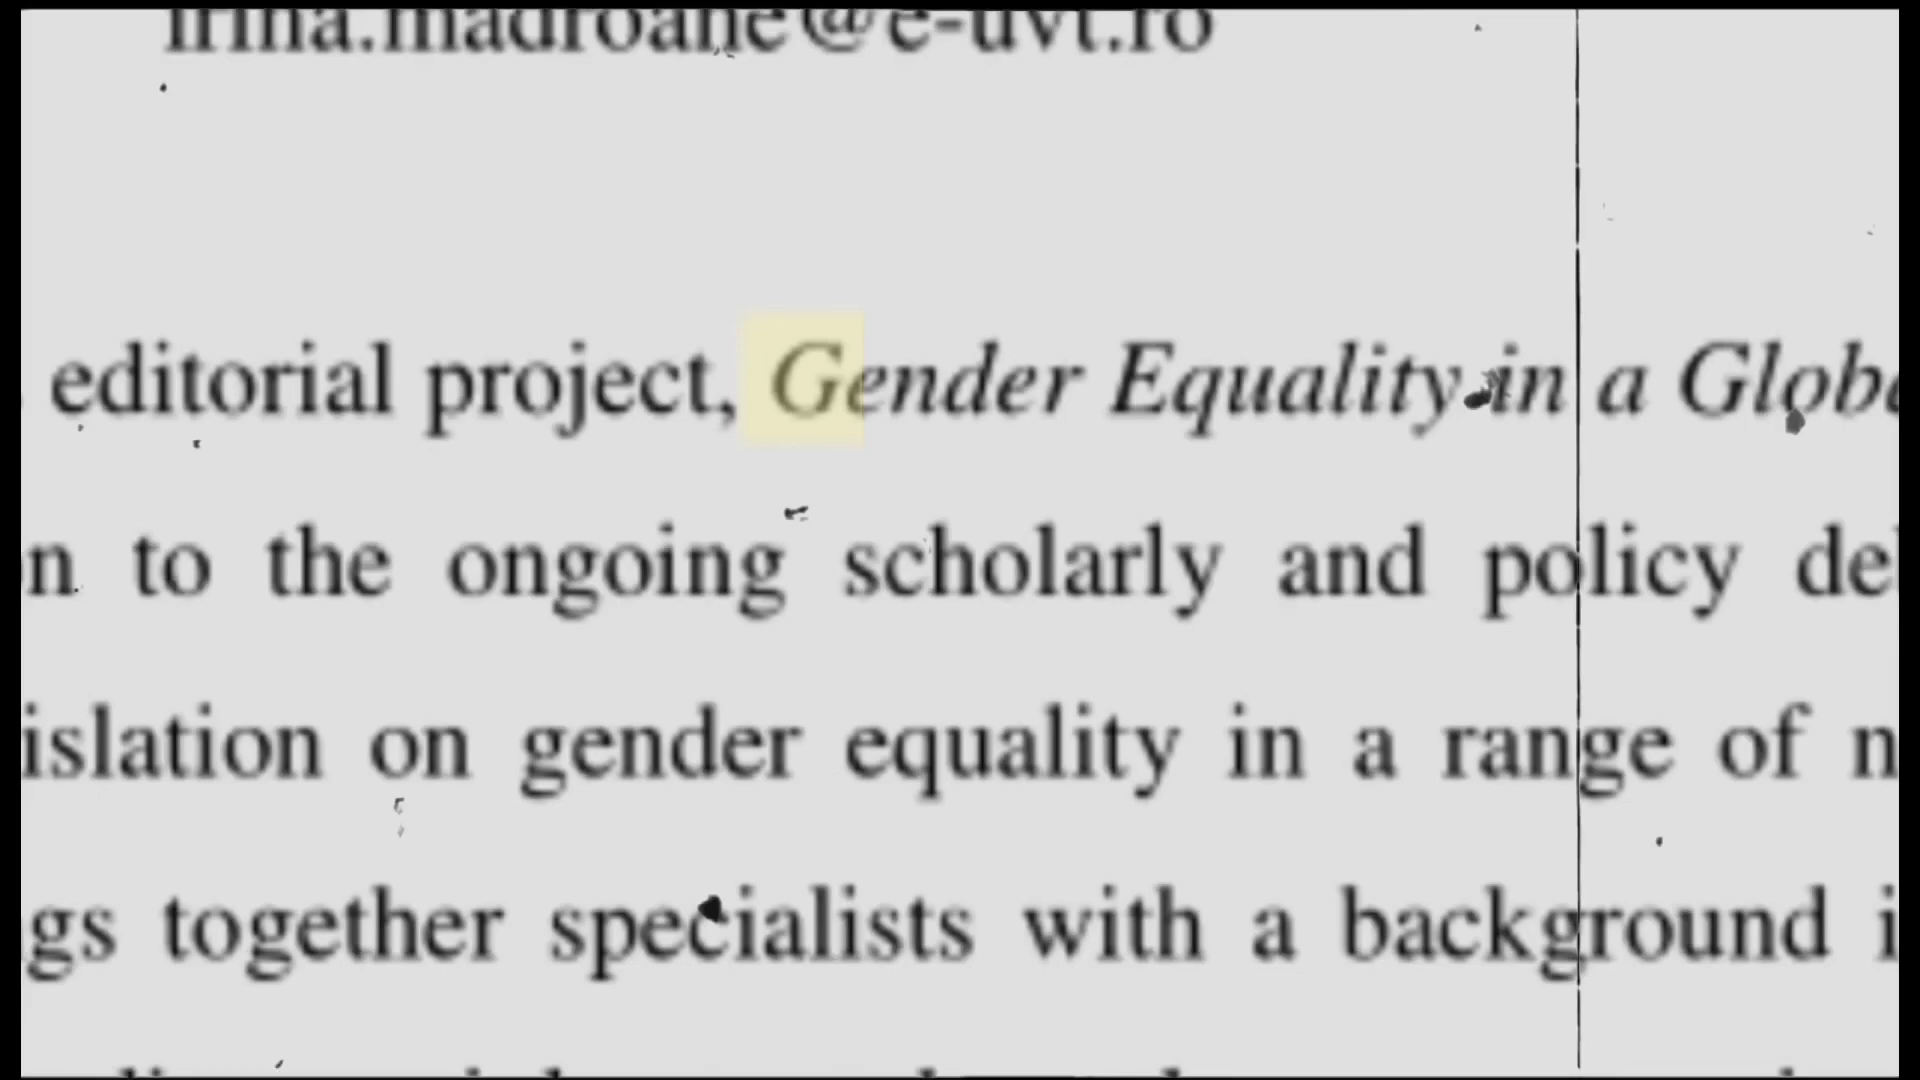 irina.madroane@e-uvt.ro
editorial project, Gender Equality in a Globa
n to the ongoing scholarly and policy de
islation on gender equality in a range of n
gs together specialists with a background i